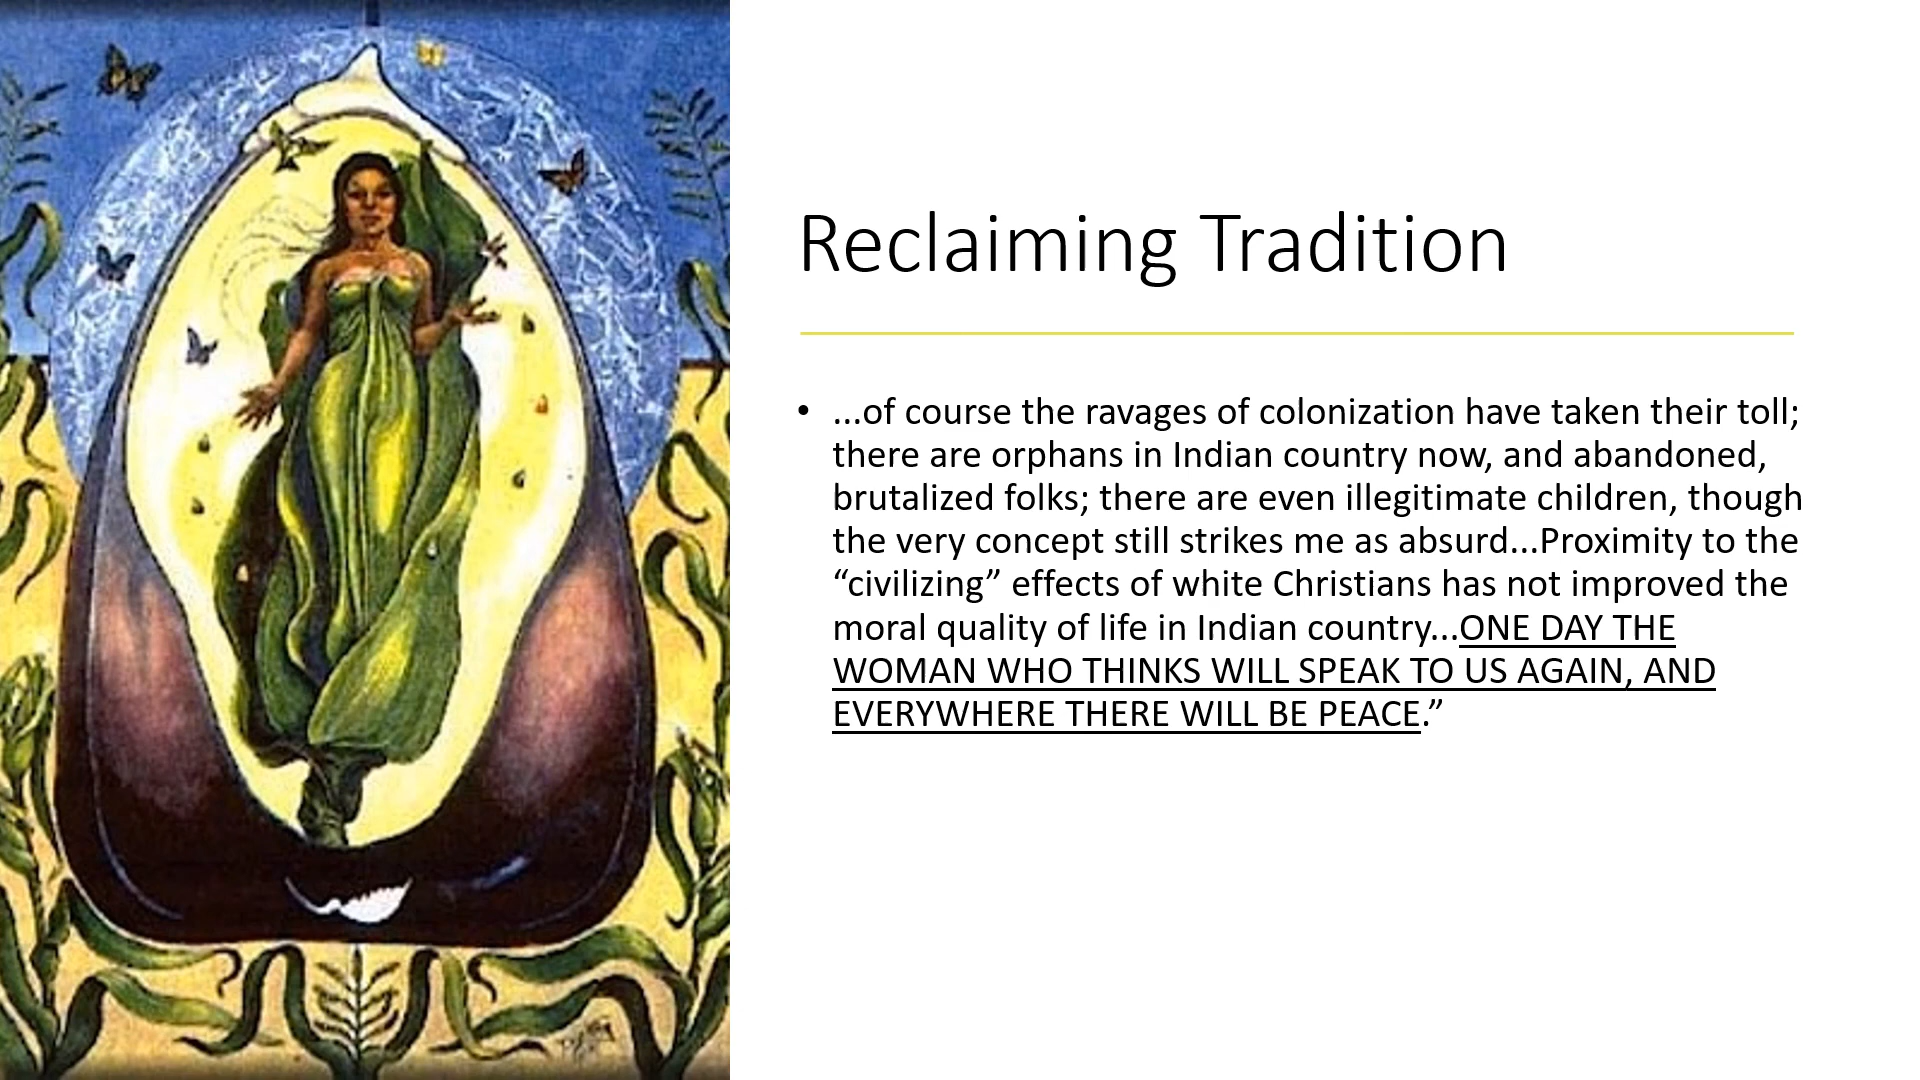 Reclaiming Tradition
• ...of course the ravages of colonization have taken their toll;
there are orphans in Indian country now, and abandoned,
brutalized folks; there are even illegitimate children, though
the very concept still strikes me as absurd...Proximity to the
“civilizing” effects of white Christians has not improved the
moral quality of life in Indian country...ONE DAY THE
WOMAN WHO THINKS WILL SPEAK TO US AGAIN, AND
EVERYWHERE THERE WILL BE PEACE.”